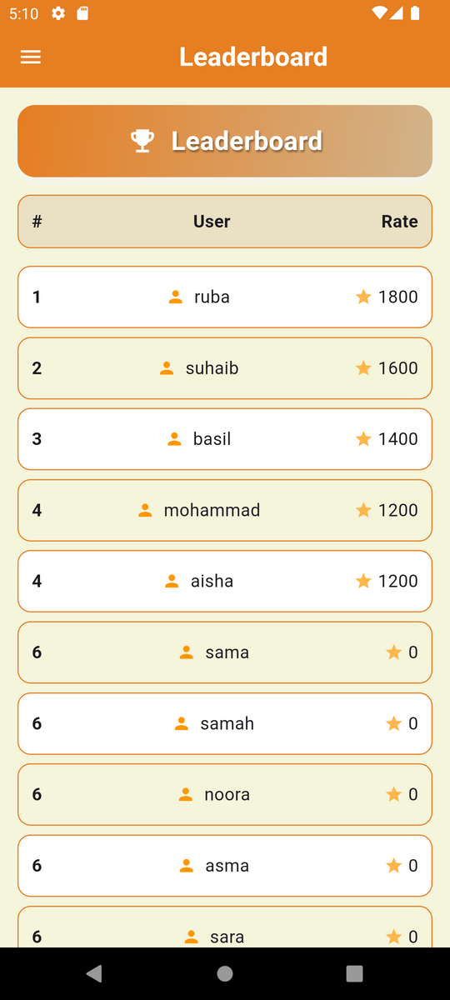 5:10
Leaderboard
Leaderboard
# User Rate
1 ruba 1800
2 suhaib 1600
3 basil 1400
4 mohammad 1200
4 aisha 1200
6 sama 0
6 samah 0
6 noora 0
6 asma 0
6 sara 0